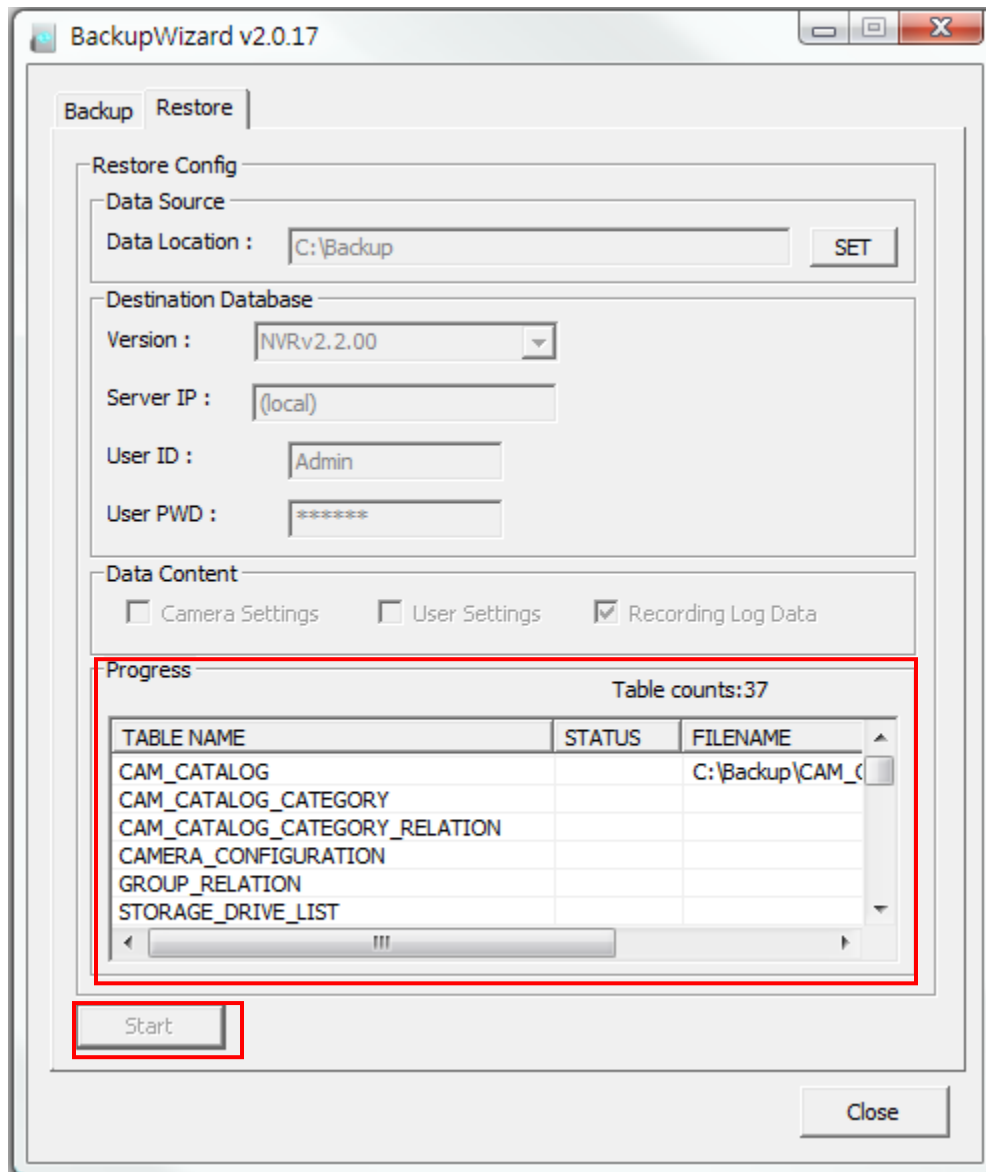 BackupWizard v2.0.17
Backup Restore
Restore Config
Data Source
Data Location : C:\Backup SET
Destination Database
Version : NVRv2.2.00
Server IP : (local)
User ID : Admin
User PWD : ******
Data Content
Camera Settings User Settings Recording Log Data
Progress
Table counts:37
TABLE NAME STATUS FILENAME
CAM_CATALOG C:\Backup\CAM_C
CAM_CATALOG_CATEGORY
CAM_CATALOG_CATEGORY_RELATION
CAMERA_CONFIGURATION
GROUP_RELATION
STORAGE_DRIVE_LIST
Start
Close